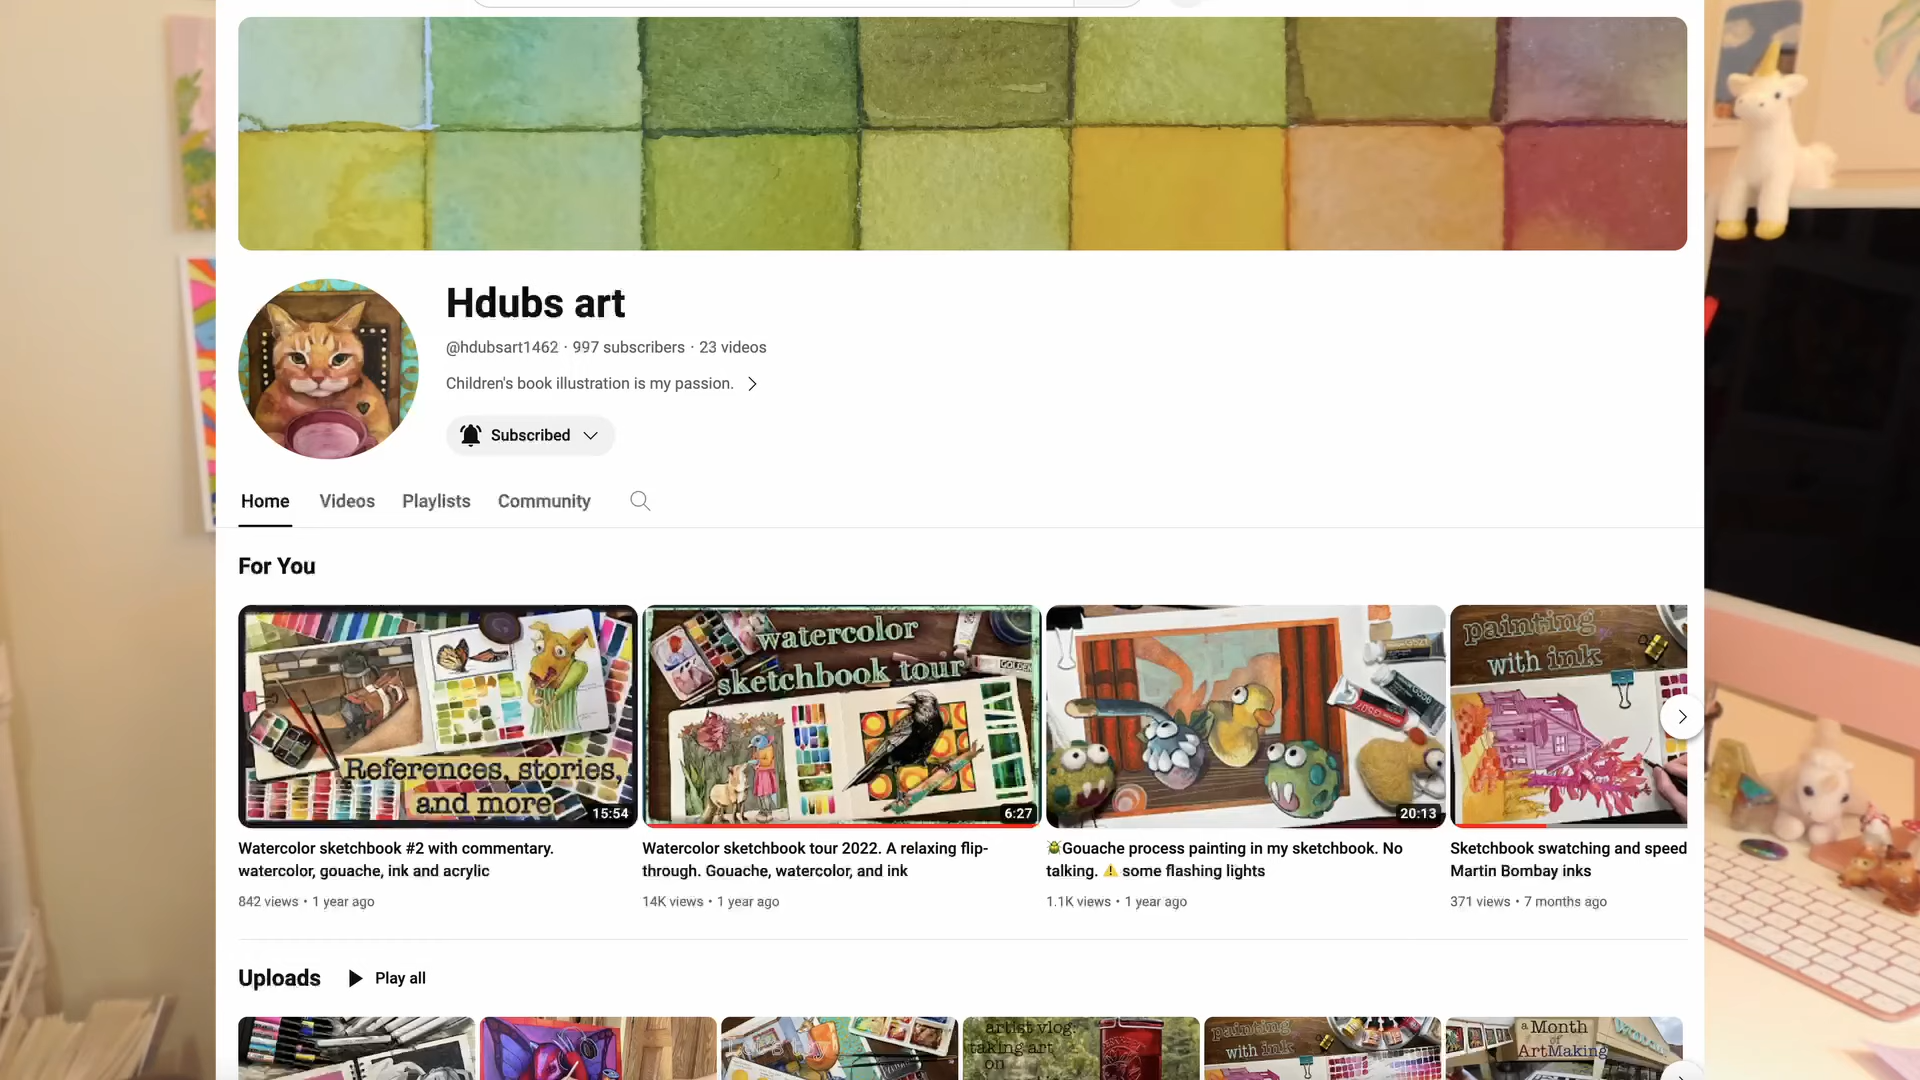 Hdubs art
@hdubsart1462 · 997 subscribers · 23 videos
Children's book illustration is my passion.
Subscribed
Home Videos Playlists Community
For You
References, stories,
and more
15:54
watercolor
sketchbook tour
GOLDEN
6:27
20:13
painting
with ink
Watercolor sketchbook #2 with commentary.
watercolor, gouache, ink and acrylic
842 views • 1 year ago
Watercolor sketchbook tour 2022. A relaxing flip-
through. Gouache, watercolor, and ink
14K views • 1 year ago
Gouache process painting in my sketchbook. No
talking. ⚠️ some flashing lights
1.1K views • 1 year ago
Sketchbook swatching and speed
Martin Bombay inks
371 views • 7 months ago
Uploads Play all
artist vlog:
taking art
on
painting
with ink
a Month
of
ArtMaking